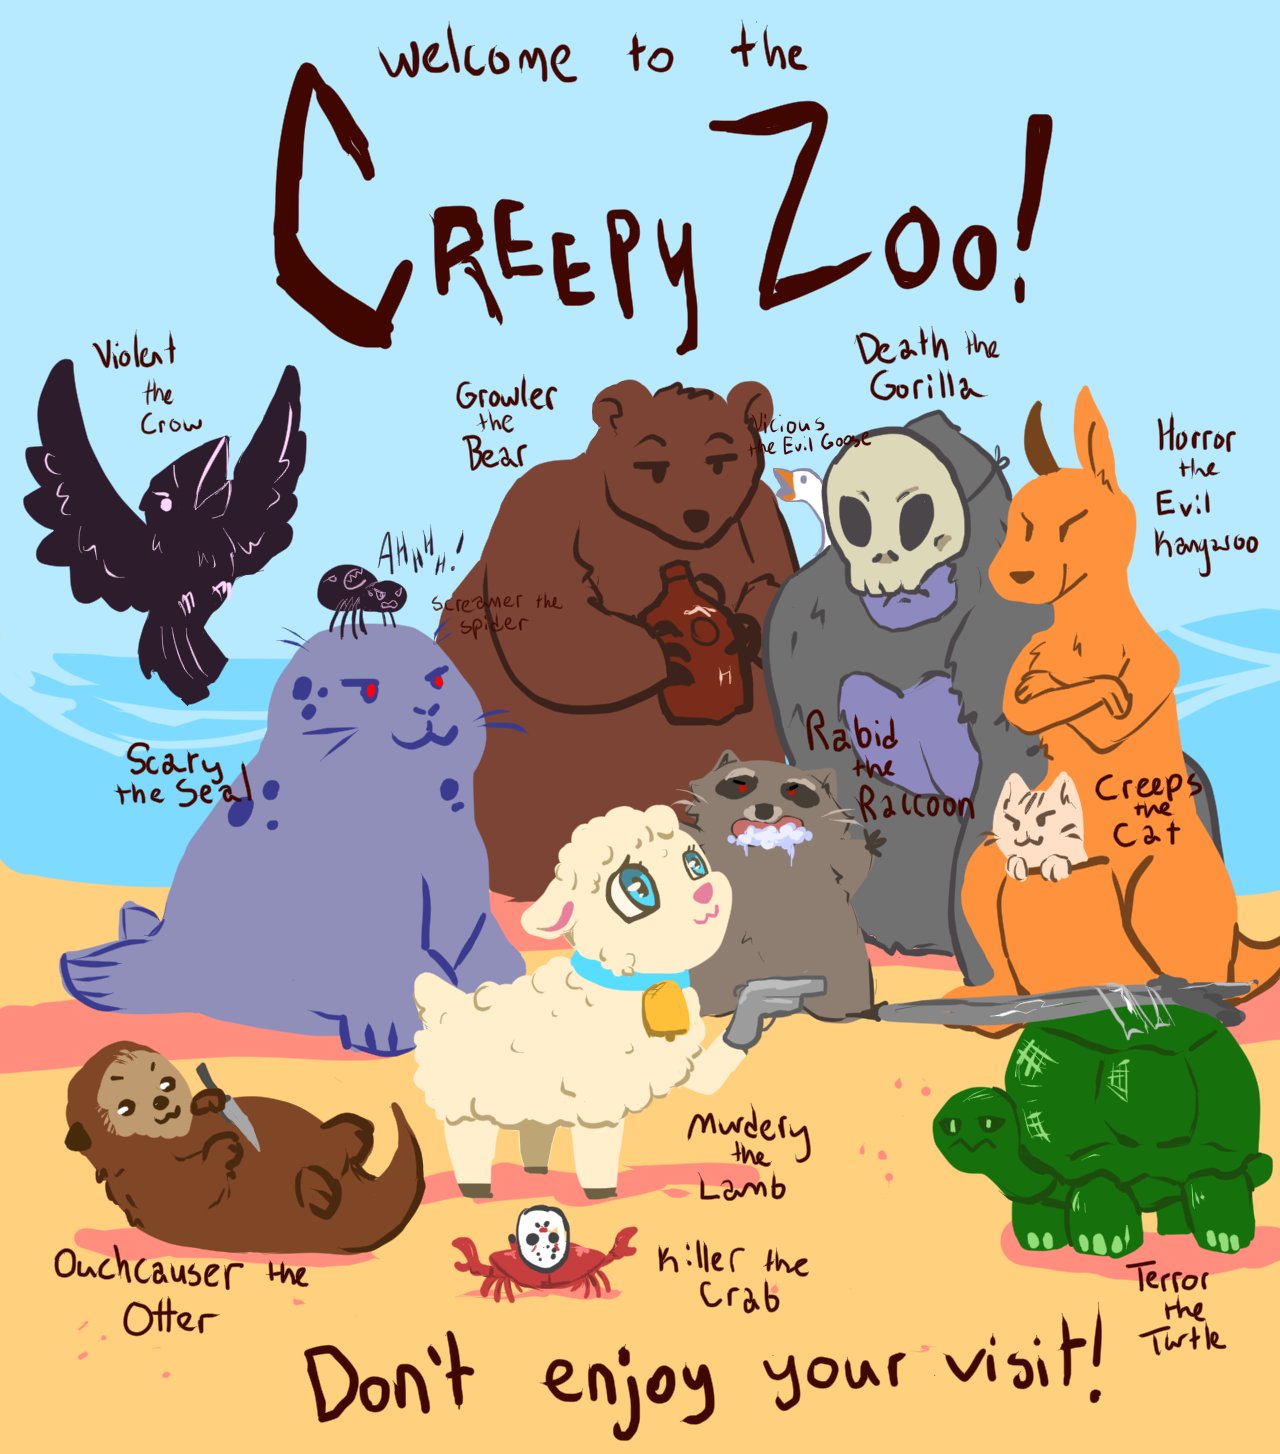 welcome to the
CREEPY ZOO!
Violent
the
Crow
Growler
the
Bear
Vicious
the Evil Goose
Death the
Gorilla
Horror
the
Evil
Kangaroo
AHHHH!
Screamer the
spider
Scary
the Seal
Rabid
the
Raccoon
Creeps
the
Cat
Murdery
the
Lamb
Ouchcauser the
Otter
Killer the
Crab
Terror
the
Turtle
Don't enjoy your visit!